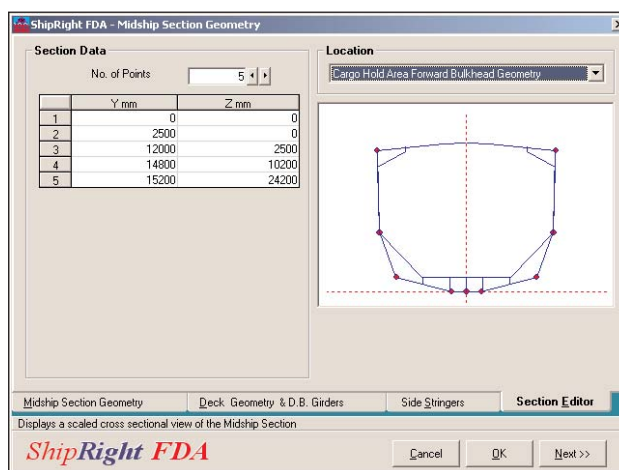 ShipRight FDA - Midship Section Geometry
Section Data
No. of Points 5
Y mm Z mm
1 0 0
2 2500 0
3 12000 2500
4 14800 10200
5 15200 24200
Location
Cargo Hold Area Forward Bulkhead Geometry
Midship Section Geometry Deck Geometry & D.B. Girders Side Stringers Section Editor
Displays a scaled cross sectional view of the Midship Section
ShipRight FDA
Cancel OK Next >>